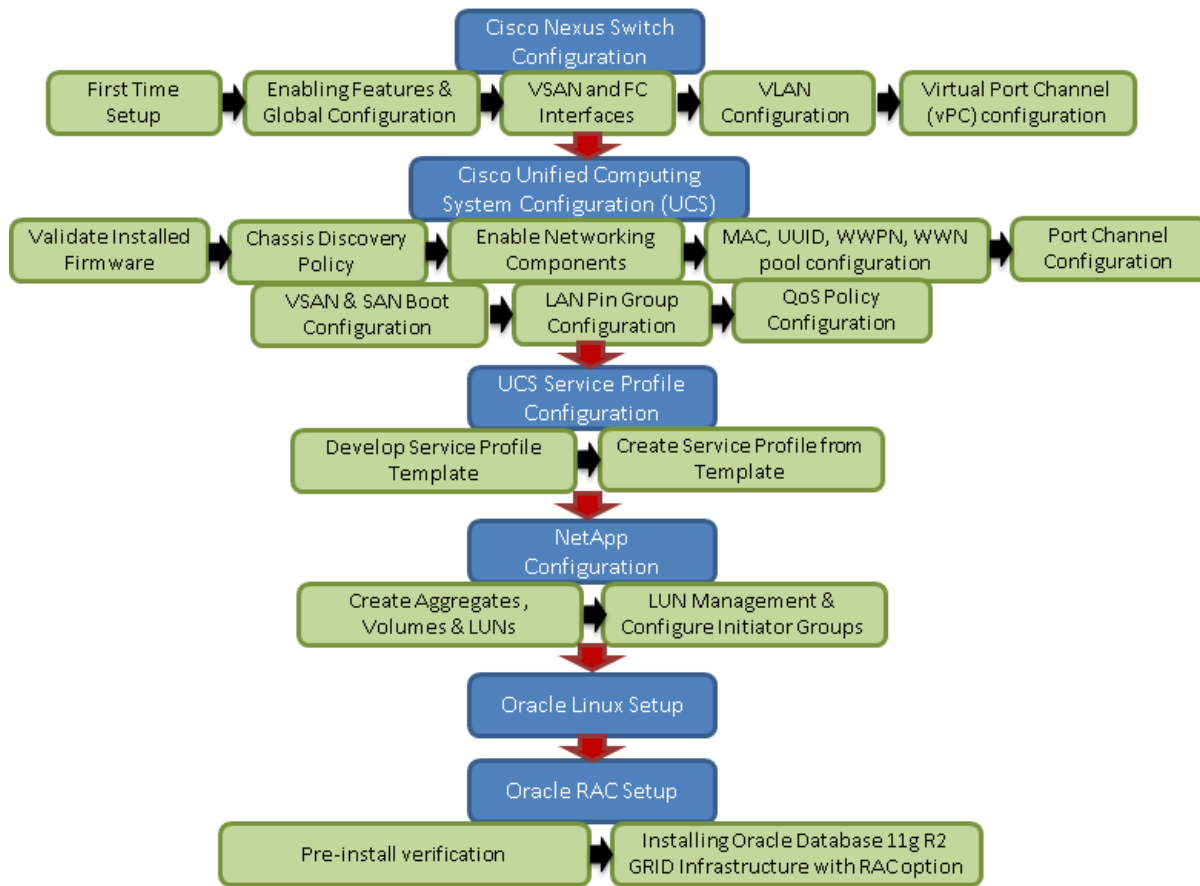 Cisco Nexus Switch
Configuration
First Time
Setup
Enabling Features &
Global Configuration
VSAN and FC
Interfaces
VLAN
Configuration
Virtual Port Channel
(vPC) configuration
Cisco Unified Computing
System Configuration (UCS)
Validate Installed
Firmware
Chassis Discovery
Policy
Enable Networking
Components
MAC, UUID, WWPN, WWN
pool configuration
Port Channel
Configuration
VSAN & SAN Boot
Configuration
LAN Pin Group
Configuration
QoS Policy
Configuration
UCS Service Profile
Configuration
Develop Service Profile
Template
Create Service Profile from
Template
NetApp
Configuration
Create Aggregates,
Volumes & LUNs
LUN Management &
Configure Initiator Groups
Oracle Linux Setup
Oracle RAC Setup
Pre-install verification
Installing Oracle Database 11g R2
GRID Infrastructure with RAC option